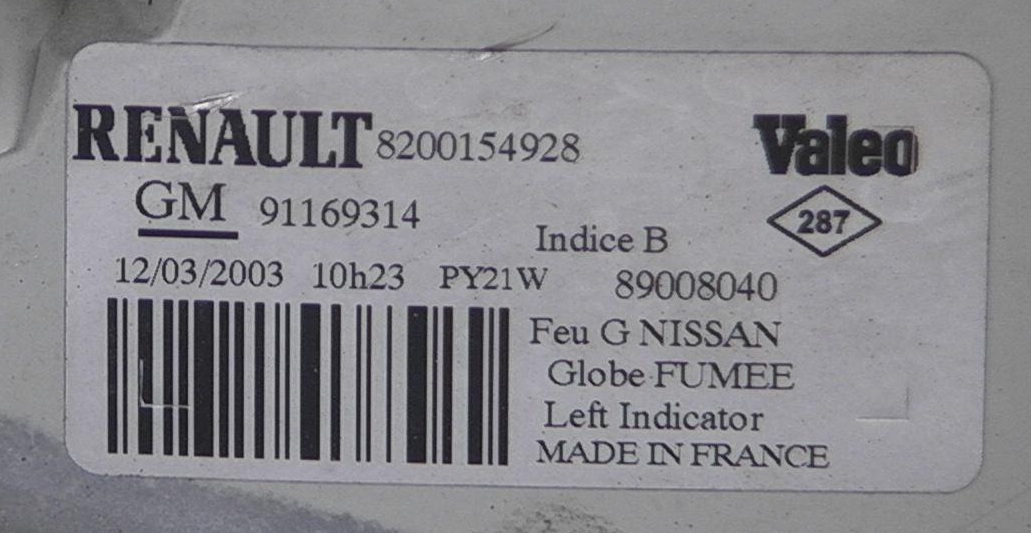 RENAULT 8200154928
Valeo
GM 91169314
287
Indice B
12/03/2003 10h23 PY21W 89008040
Feu G NISSAN
Globe FUMEE
Left Indicator
MADE IN FRANCE